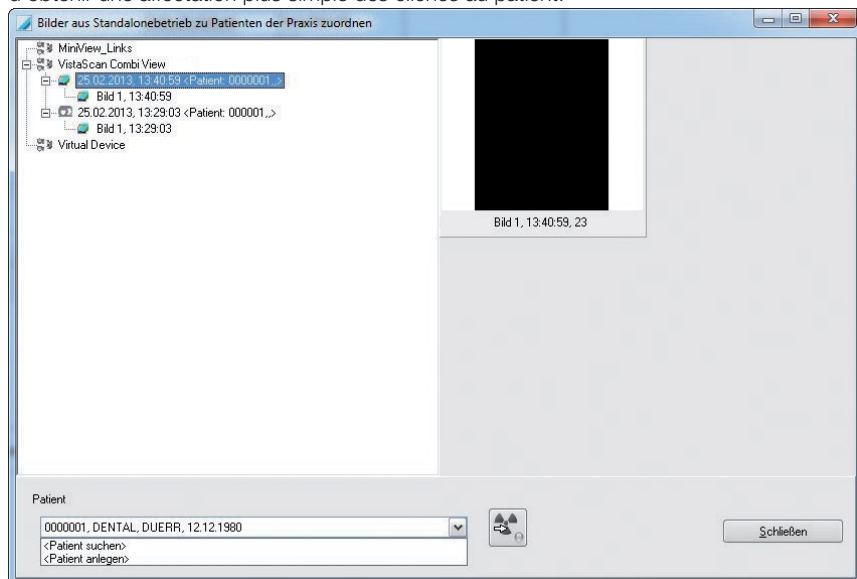 d'obtenir une attestation plus simple des clichés au patient.
Bilder aus Standalonebetrieb zu Patienten der Praxis zuordnen
MiniView_Links
VistaScan Combi View
25.02.2013, 13:40:59 <Patient: 0000001,,>
Bild 1, 13:40:59
25.02.2013, 13:29:03 <Patient: 000001,,>
Bild 1, 13:29:03
Virtual Device
Bild 1, 13:40:59, 23
Patient
0000001, DENTAL, DUERR, 12.12.1980
<Patient suchen>
<Patient anlegen>
Schließen